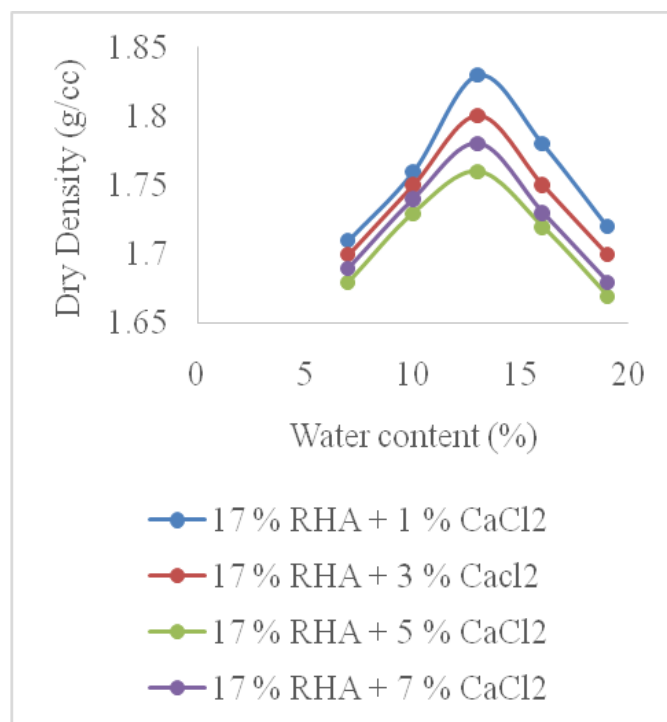 1.85
1.8
1.75
1.7
1.65
Dry Density (g/cc)
0 5 10 15 20
Water content (%)
17 % RHA + 1 % CaCl2
17 % RHA + 3 % Cacl2
17 % RHA + 5 % CaCl2
17 % RHA + 7 % CaCl2